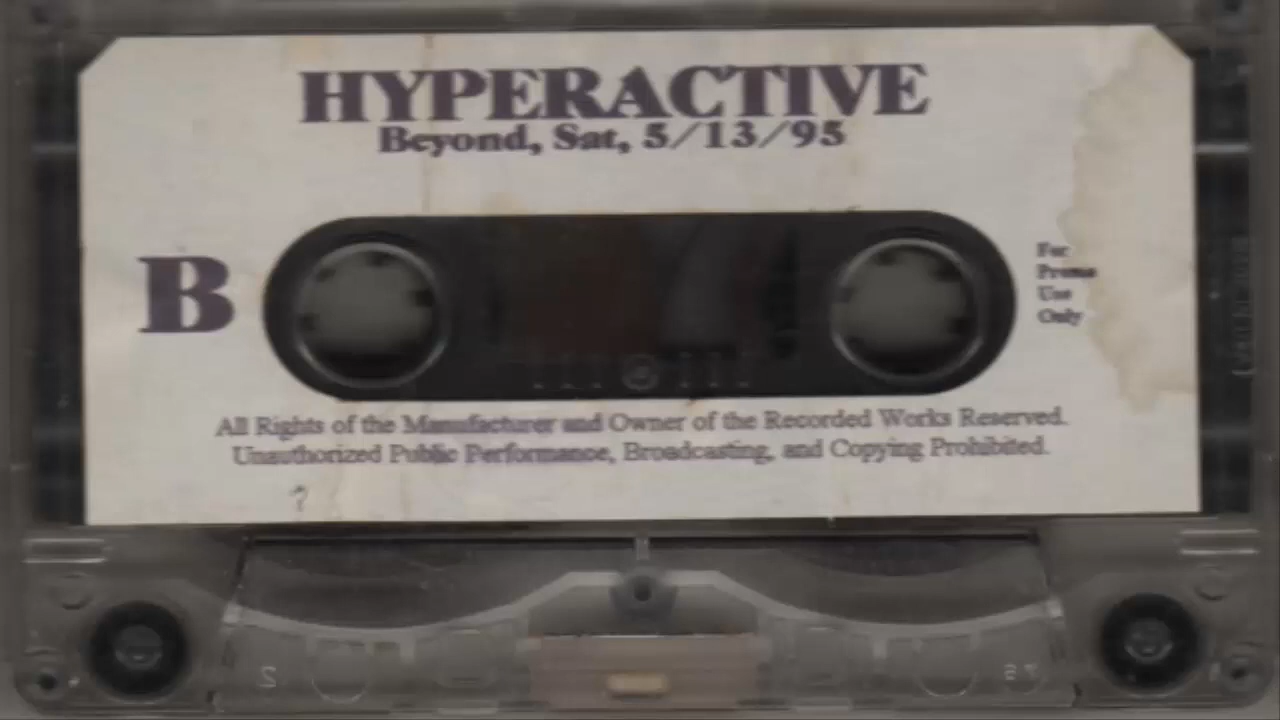 HYPERACTIVE
Beyond, Sat, 5/13/95
B
For
Promo
Use
Only
All Rights of the Manufacturer and Owner of the Recorded Works Reserved.
Unauthorized Public Performance, Broadcasting, and Copying Prohibited.
?